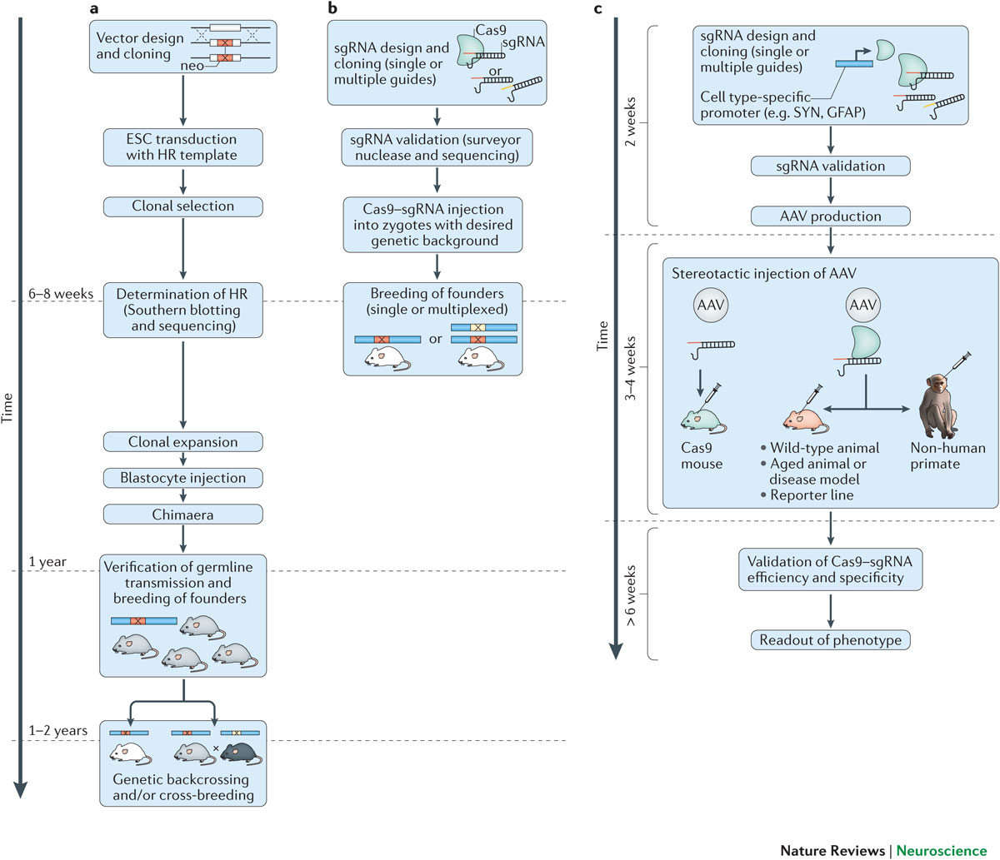 a
Vector design
and cloning
neo
ESC transduction
with HR template
Clonal selection
6–8 weeks
Determination of HR
(Southern blotting
and sequencing)
Time
Clonal expansion
Blastocyte injection
Chimaera
1 year
Verification of germline
transmission and
breeding of founders
1–2 years
Genetic backcrossing
and/or cross-breeding
b
Cas9
sgRNA
sgRNA design and
cloning (single or
multiple guides)
or
sgRNA validation (surveyor
nuclease and sequencing)
Cas9–sgRNA injection
into zygotes with desired
genetic background
Breeding of founders
(single or multiplexed)
or
c
sgRNA design and
cloning (single or
multiple guides)
Cell type-specific
promoter (e.g. SYN, GFAP)
2 weeks
sgRNA validation
AAV production
Time
3–4 weeks
Stereotactic injection of AAV
AAV
AAV
Cas9
mouse
• Wild-type animal
• Aged animal or
disease model
• Reporter line
Non-human
primate
> 6 weeks
Validation of Cas9–sgRNA
efficiency and specificity
Readout of phenotype
Nature Reviews | Neuroscience